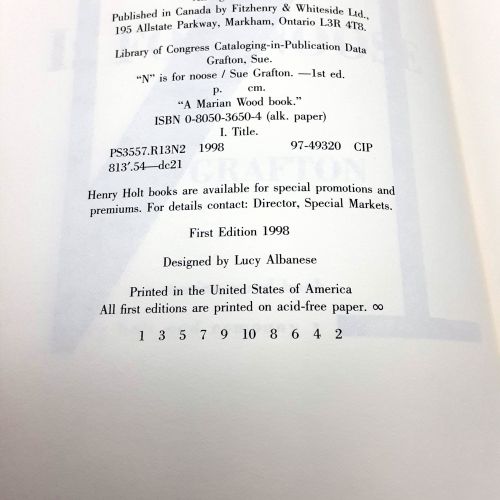 Published in Canada by Fitzhenry & Whiteside Ltd.,
195 Allstate Parkway, Markham, Ontario L3R 4T8.
Library of Congress Cataloging-in-Publication Data
Grafton, Sue.
“N” is for noose / Sue Grafton. —1st ed.
p. cm.
“A Marian Wood book.”
ISBN 0-8050-3650-4 (alk. paper)
I. Title.
PS3557.R13N2 1998 97-49320 CIP
813′.54—dc21
Henry Holt books are available for special promotions and
premiums. For details contact: Director, Special Markets.
First Edition 1998
Designed by Lucy Albanese
Printed in the United States of America
All first editions are printed on acid-free paper. ∞
1 3 5 7 9 10 8 6 4 2